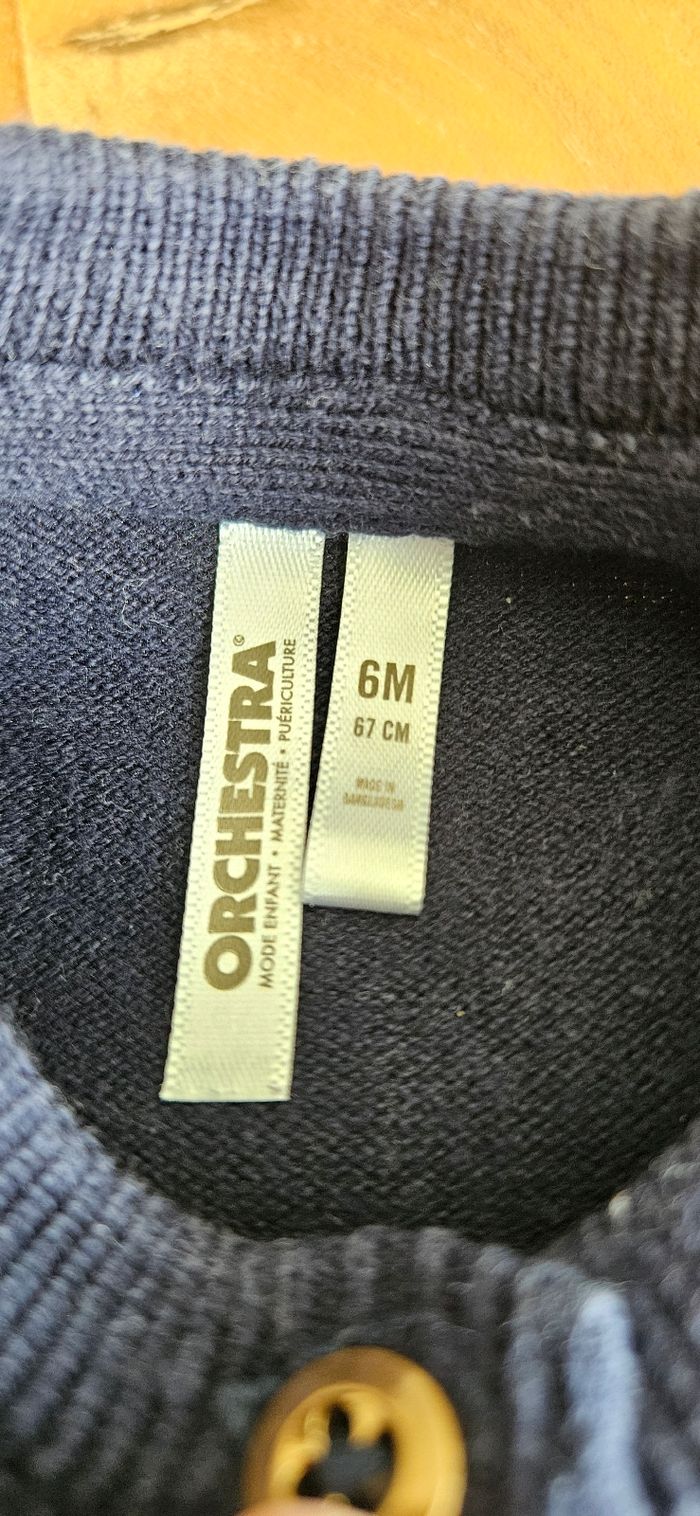 ORCHESTRA©
MODE ENFANT • MATERNITÉ • PUÉRICULTURE
6M
67 CM
MADE IN
BANGLADESH